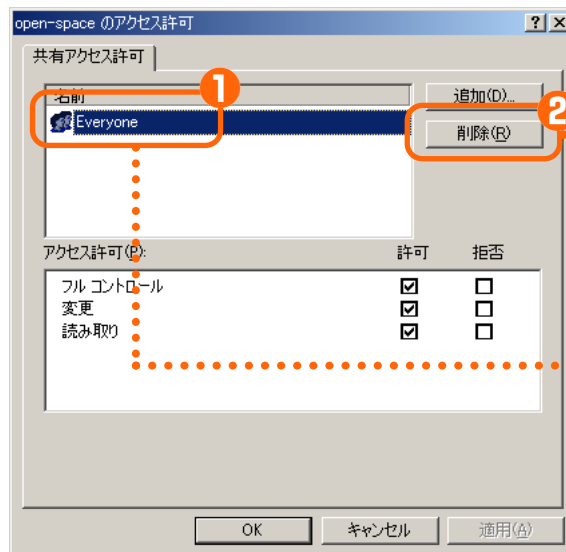 open-space のアクセス許可
共有アクセス許可
1
名前
追加(D)...
2
Everyone
削除(R)
アクセス許可(P):
許可
拒否
フル コントロール
変更
読み取り
OK
キャンセル
適用(A)